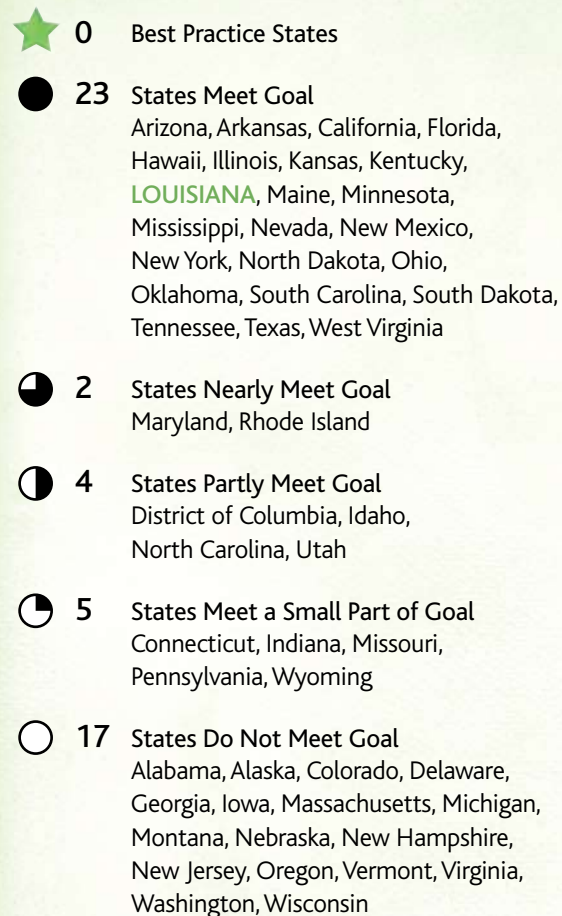 0 Best Practice States
23 States Meet Goal
Arizona, Arkansas, California, Florida,
Hawaii, Illinois, Kansas, Kentucky,
LOUISIANA, Maine, Minnesota,
Mississippi, Nevada, New Mexico,
New York, North Dakota, Ohio,
Oklahoma, South Carolina, South Dakota,
Tennessee, Texas, West Virginia
2 States Nearly Meet Goal
Maryland, Rhode Island
4 States Partly Meet Goal
District of Columbia, Idaho,
North Carolina, Utah
5 States Meet a Small Part of Goal
Connecticut, Indiana, Missouri,
Pennsylvania, Wyoming
17 States Do Not Meet Goal
Alabama, Alaska, Colorado, Delaware,
Georgia, Iowa, Massachusetts, Michigan,
Montana, Nebraska, New Hampshire,
New Jersey, Oregon, Vermont, Virginia,
Washington, Wisconsin